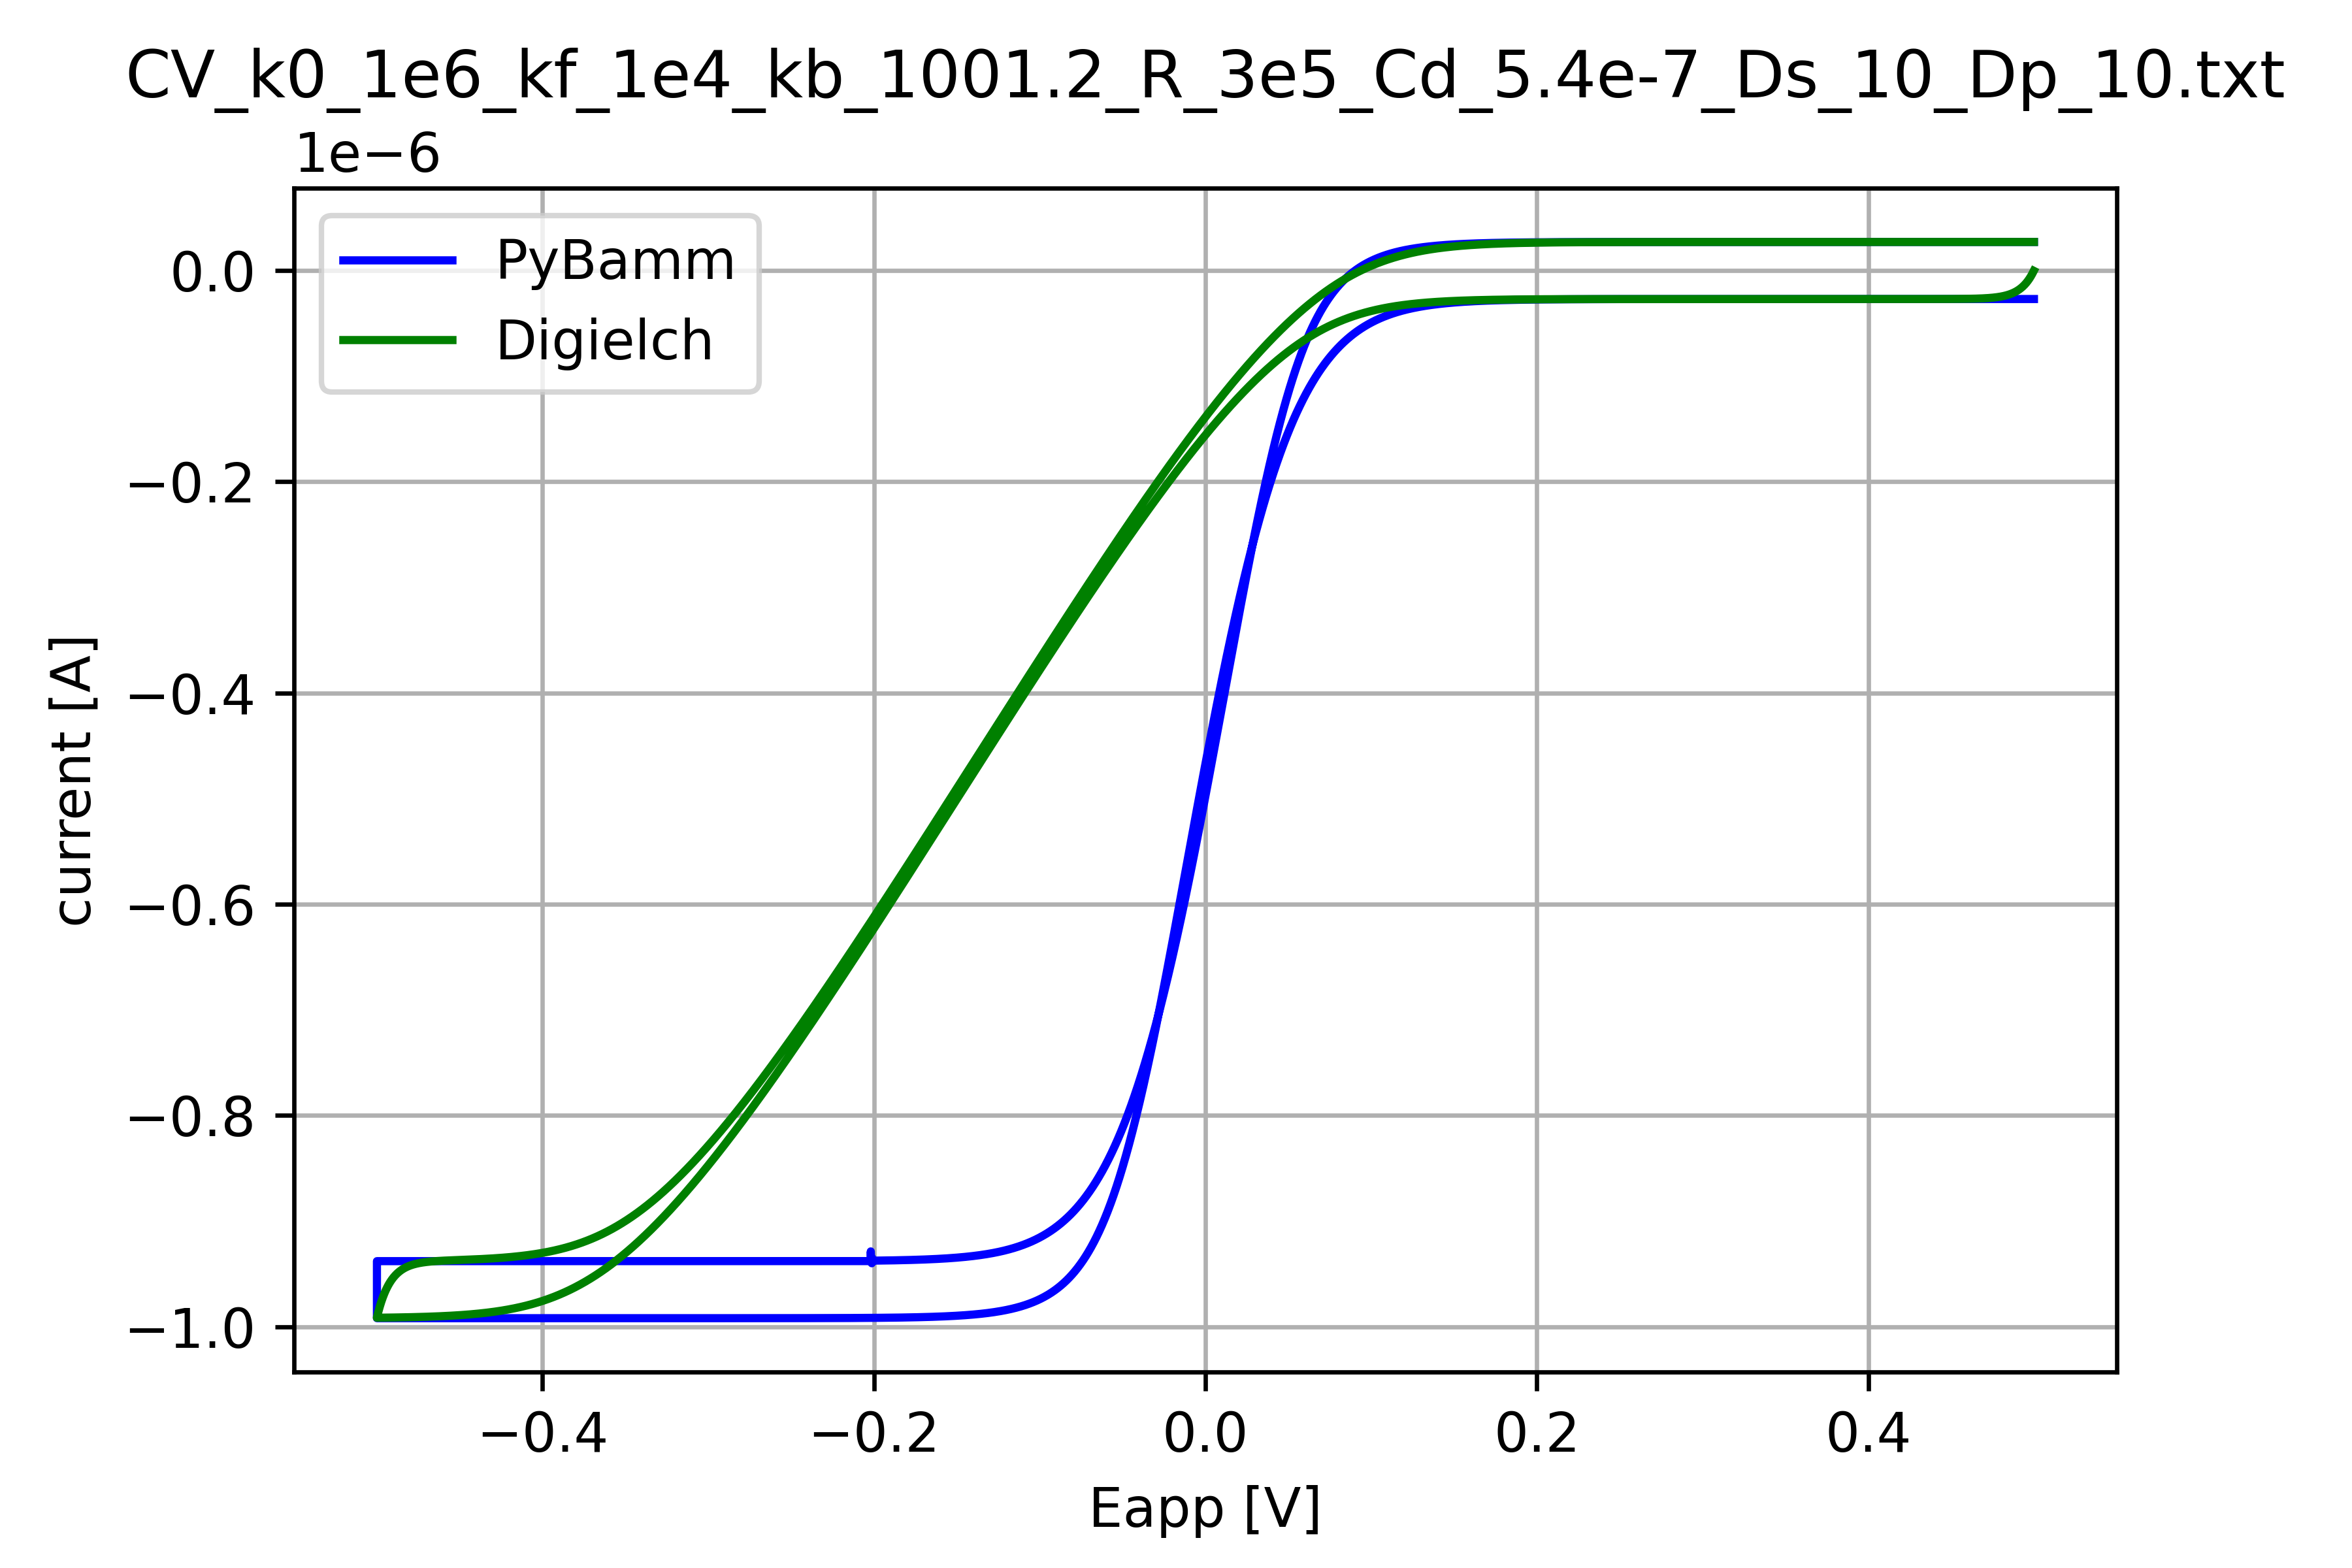 CV_k0_1e6_kf_1e4_kb_1001.2_R_3e5_Cd_5.4e-7_Ds_10_Dp_10.txt
1e−6
PyBamm
Digielch
0.0
−0.2
−0.4
−0.6
−0.8
−1.0
current [A]
−0.4 −0.2 0.0 0.2 0.4
Eapp [V]